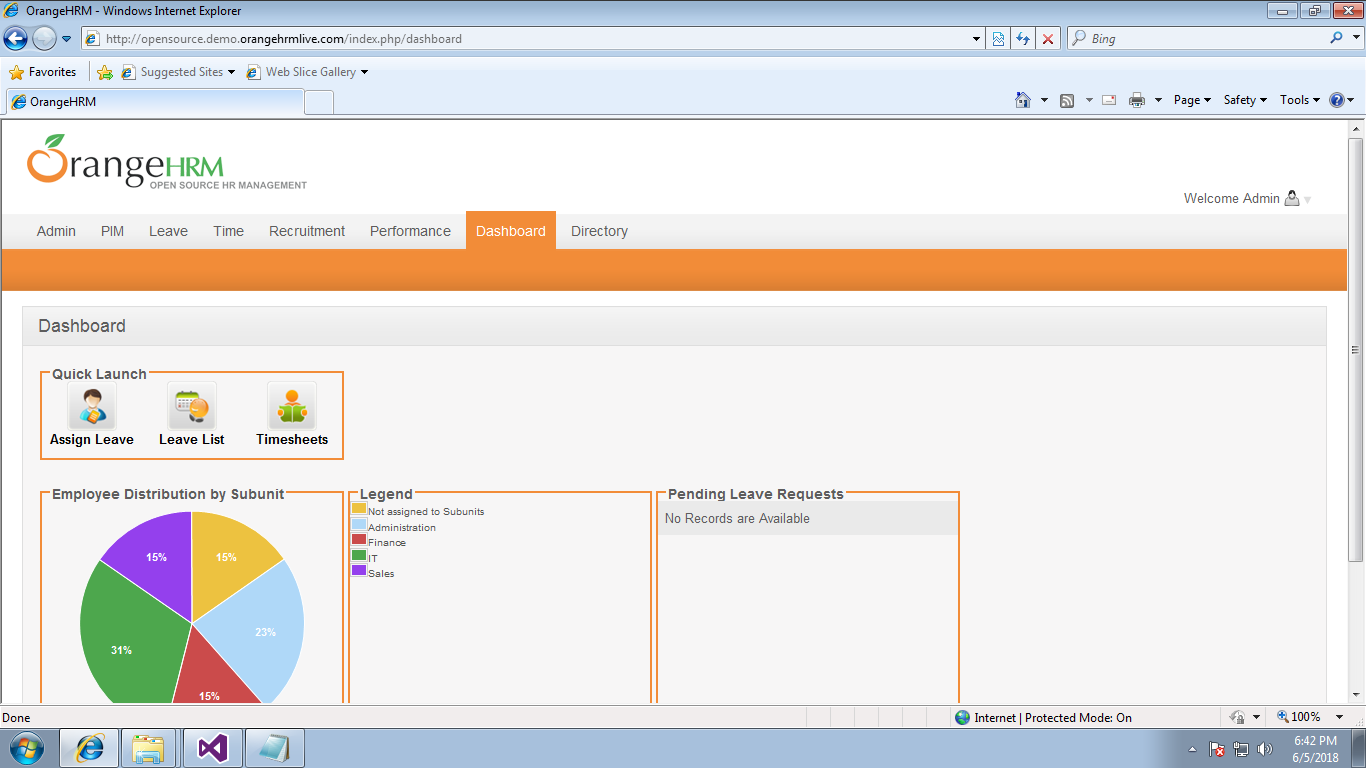 OrangeHRM - Windows Internet Explorer
http://opensource.demo.orangehrmlive.com/index.php/dashboard
Bing
Favorites Suggested Sites Web Slice Gallery
OrangeHRM
Page Safety Tools
OrangeHRM
OPEN SOURCE HR MANAGEMENT
Welcome Admin
Admin PIM Leave Time Recruitment Performance Dashboard Directory
Dashboard
Quick Launch
Assign Leave Leave List Timesheets
Employee Distribution by Subunit
15% 15%
23%
31%
15%
Legend
Not assigned to Subunits
Administration
Finance
IT
Sales
Pending Leave Requests
No Records are Available
Done
Internet | Protected Mode: On
100%
6:42 PM
6/5/2018